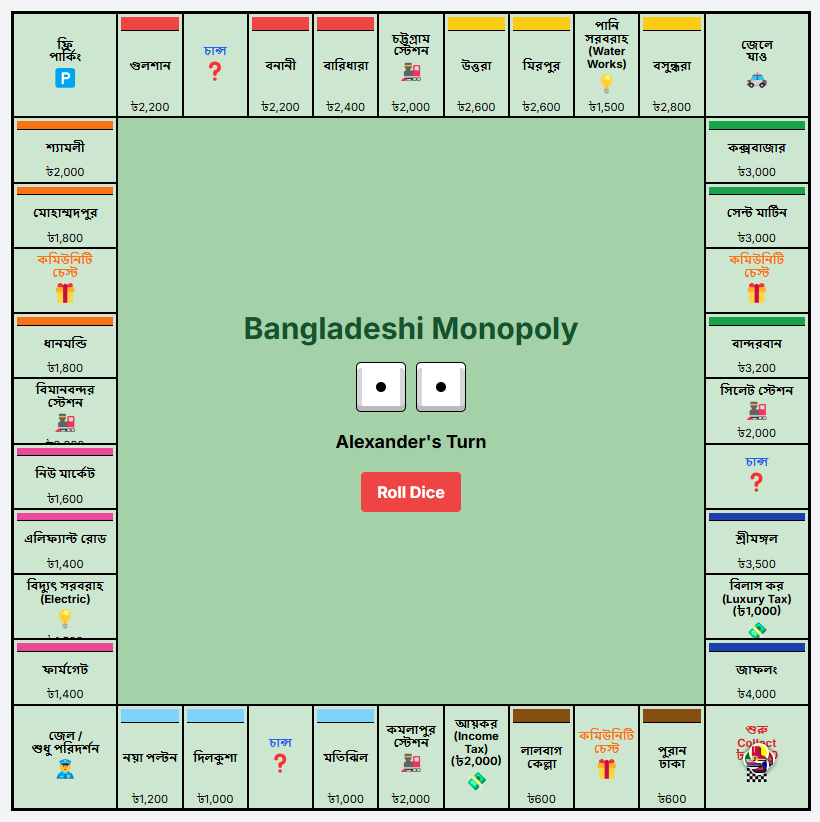 ফ্রি
পার্কিং
গুলশান
৳2,200
চান্স
বনানী
৳2,200
বারিধারা
৳2,400
চট্টগ্রাম
স্টেশন
৳2,000
উত্তরা
৳2,600
মিরপুর
৳2,600
পানি
সরবরাহ
(Water
Works)
৳1,500
বসুন্ধরা
৳2,800
জেলে
যাও
শ্যামলী
৳2,000
মোহাম্মদপুর
৳1,800
কমিউনিটি
চেস্ট
ধানমন্ডি
৳1,800
বিমানবন্দর
স্টেশন
নিউ মার্কেট
৳1,600
এলিফ্যান্ট রোড
৳1,400
বিদ্যুৎ সরবরাহ
(Electric)
ফার্মগেট
৳1,400
Bangladeshi Monopoly
Alexander's Turn
Roll Dice
কক্সবাজার
৳3,000
সেন্ট মার্টিন
৳3,000
কমিউনিটি
চেস্ট
বান্দরবান
৳3,200
সিলেট স্টেশন
৳2,000
চান্স
শ্রীমঙ্গল
৳3,500
বিলাস কর
(Luxury Tax)
(৳1,000)
জাফলং
৳4,000
জেল /
শুধু পরিদর্শন
নয়া পল্টন
৳1,200
দিলকুশা
৳1,000
চান্স
মতিঝিল
৳1,000
কমলাপুর
স্টেশন
৳2,000
আয়কর
(Income
Tax)
(৳2,000)
লালবাগ
কেল্লা
৳600
কমিউনিটি
চেস্ট
পুরান
ঢাকা
৳600
শুরু
Collect